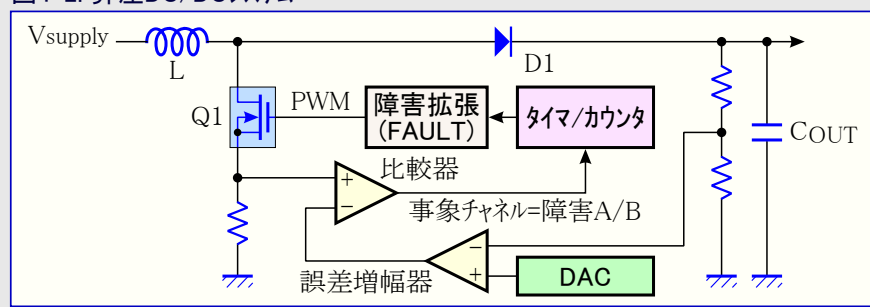 Vsupply
L
D1
Q1
PWM
障害拡張
(FAULT)
タイマ/カウンタ
COUT
+
比較器
-
事象チャネル=障害A/B
-
誤差増幅器
+
DAC